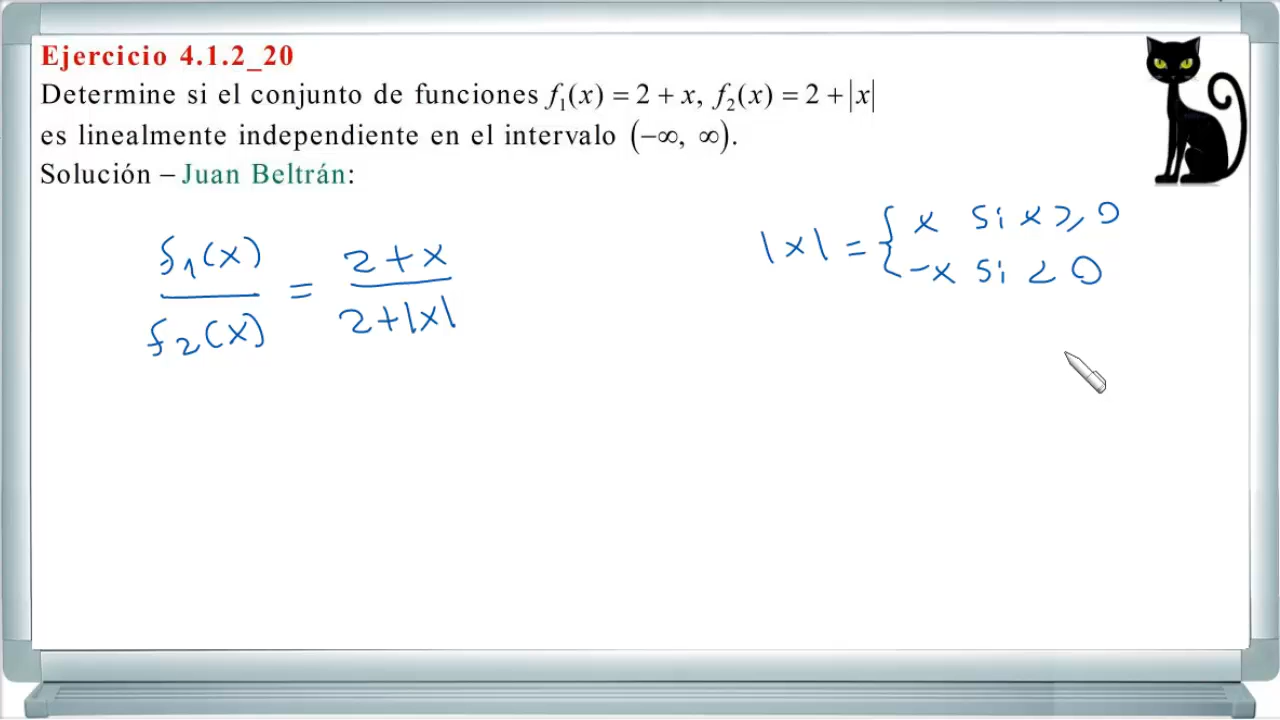 Ejercicio 4.1.2_20
Determine si el conjunto de funciones f₁(x) = 2 + x, f₂(x) = 2 + |x|
es linealmente independiente en el intervalo (−∞, ∞).
Solución – Juan Beltrán:
f₁(x) / f₂(x) = 2+x / 2+|x|
|x| = { x si x ≥ 0
-x si < 0